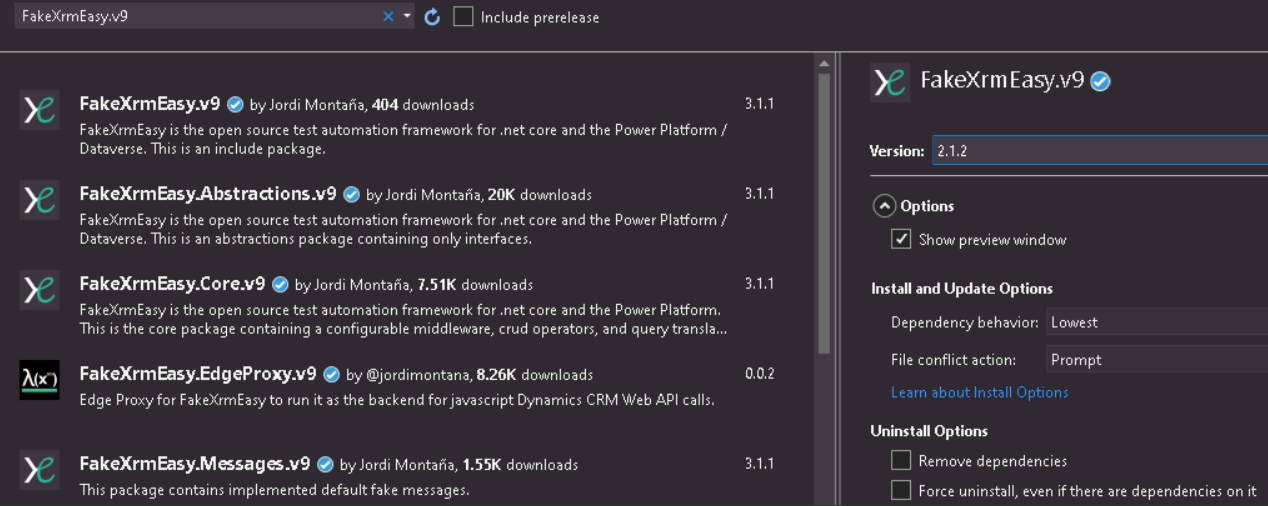 FakeXrmEasy.v9
Include prerelease
FakeXrmEasy.v9 by Jordi Montaña, 404 downloads 3.1.1
FakeXrmEasy is the open source test automation framework for .net core and the Power Platform /
Dataverse. This is an include package.
FakeXrmEasy.Abstractions.v9 by Jordi Montaña, 20K downloads 3.1.1
FakeXrmEasy is the open source test automation framework for .net core and the Power Platform /
Dataverse. This is an abstractions package containing only interfaces.
FakeXrmEasy.Core.v9 by Jordi Montaña, 7.51K downloads 3.1.1
FakeXrmEasy is the open source test automation framework for .net core and the Power Platform.
This is the core package containing a configurable middleware, crud operators, and query transla...
λ(x⁻) FakeXrmEasy.EdgeProxy.v9 by @jordimontana, 8.26K downloads 0.0.2
Edge Proxy for FakeXrmEasy to run it as the backend for javascript Dynamics CRM Web API calls.
FakeXrmEasy.Messages.v9 by Jordi Montaña, 1.55K downloads 3.1.1
This package contains implemented default fake messages.
FakeXrmEasy.v9
Version: 2.1.2
Options
Show preview window
Install and Update Options
Dependency behavior: Lowest
File conflict action: Prompt
Learn about Install Options
Uninstall Options
Remove dependencies
Force uninstall, even if there are dependencies on it